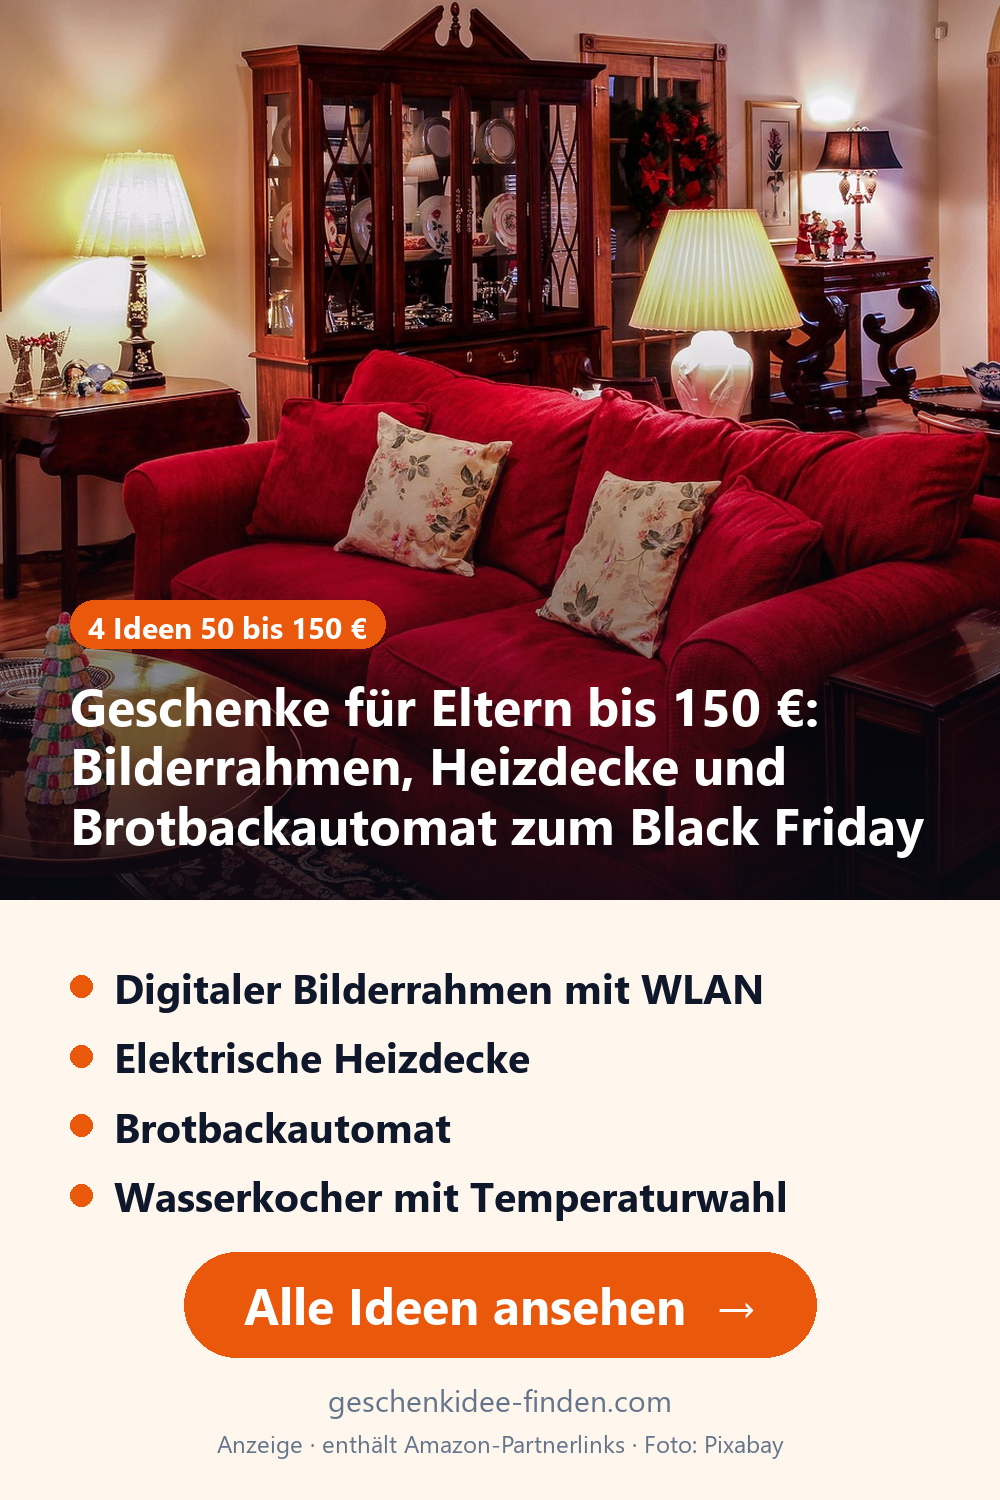 4 Ideen 50 bis 150 €
Geschenke für Eltern bis 150 €:
Bilderrahmen, Heizdecke und
Brotbackautomat zum Black Friday
Digitaler Bilderrahmen mit WLAN
Elektrische Heizdecke
Brotbackautomat
Wasserkocher mit Temperaturwahl
Alle Ideen ansehen →
geschenkidee-finden.com
Anzeige · enthält Amazon-Partnerlinks · Foto: Pixabay